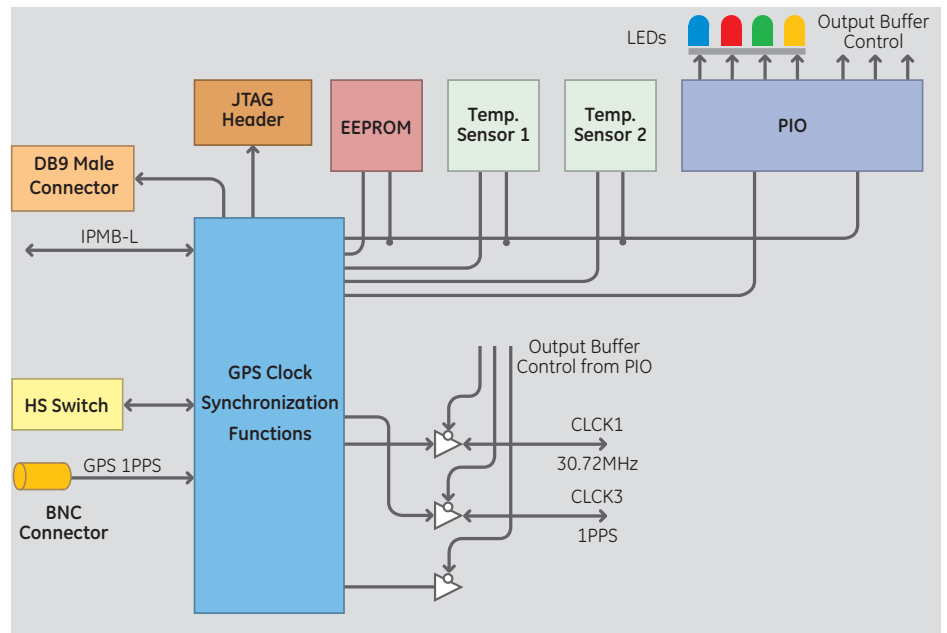 LEDs
Output Buffer
Control
JTAG
Header
EEPROM
Temp.
Sensor 1
Temp.
Sensor 2
PIO
DB9 Male
Connector
IPMB-L
GPS Clock
Synchronization
Functions
Output Buffer
Control from PIO
HS Switch
CLCK1
30.72MHz
GPS 1PPS
CLCK3
1PPS
BNC
Connector